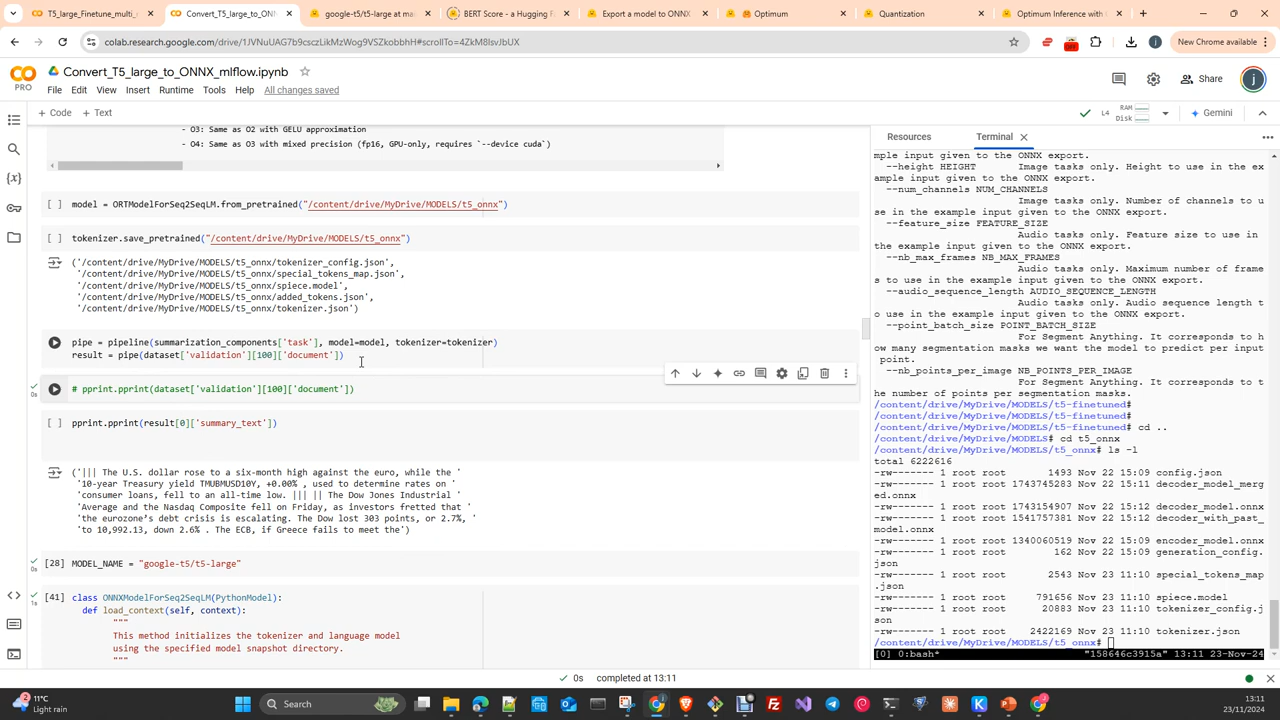 T5_large_Finetune_multi_
Convert_T5_large_to_ONN
google-t5/t5-large at ma
BERT Score - a Hugging F
Export a model to ONNX
Optimum
Quantization
Optimum Inference with
colab.research.google.com/drive/1JVNuUAG7b9csczLikMzWog9VSZkobbhH#scrollTo=4ZkM8lsvJbUX
OFF
New Chrome available
CO
PRO
Convert_T5_large_to_ONNX_mlflow.ipynb
File Edit View Insert Runtime Tools Help All changes saved
Share
+ Code + Text
L4 RAM Disk
Gemini
- O3: Same as O2 with GELU approximation
- O4: Same as O3 with mixed precision (fp16, GPU-only, requires `--device cuda`)
[ ] model = ORTModelForSeq2SeqLM.from_pretrained("/content/drive/MyDrive/MODELS/t5_onnx")
[ ] tokenizer.save_pretrained("/content/drive/MyDrive/MODELS/t5_onnx")
('/content/drive/MyDrive/MODELS/t5_onnx/tokenizer_config.json',
'/content/drive/MyDrive/MODELS/t5_onnx/special_tokens_map.json',
'/content/drive/MyDrive/MODELS/t5_onnx/spiece.model',
'/content/drive/MyDrive/MODELS/t5_onnx/added_tokens.json',
'/content/drive/MyDrive/MODELS/t5_onnx/tokenizer.json')
pipe = pipeline(summarization_components['task'], model=model, tokenizer=tokenizer)
result = pipe(dataset['validation'][100]['document'])
0s
# pprint.pprint(dataset['validation'][100]['document'])
[ ] pprint.pprint(result[0]['summary_text'])
('||| The U.S. dollar rose to a six-month high against the euro, while the '
'10-year Treasury yield TMUBMUSD10Y, +0.00% , used to determine rates on '
'consumer loans, fell to an all-time low. ||| || The Dow Jones Industrial '
'Average and the Nasdaq Composite fell on Friday, as investors fretted that '
'the eurozone's debt crisis is escalating. The Dow lost 303 points, or 2.7%, '
'to 10,992.13, down 2.6% . The ECB, if Greece fails to meet the')
[28] MODEL_NAME = "google-t5/t5-large"
0s
[41] class ONNXModelForSeq2SeqLM(PythonModel):
1s
def load_context(self, context):
"""
This method initializes the tokenizer and language model
using the specified model snapshot directory.
"""
0s completed at 13:11
Resources Terminal
mple input given to the ONNX export.
--height HEIGHT Image tasks only. Height to use in the ex
ample input given to the ONNX export.
--num_channels NUM_CHANNELS
Image tasks only. Number of channels to u
se in the example input given to the ONNX export.
--feature_size FEATURE_SIZE
Audio tasks only. Feature size to use in
the example input given to the ONNX export.
--nb_max_frames NB_MAX_FRAMES
Audio tasks only. Maximum number of frame
s to use in the example input given to the ONNX export.
--audio_sequence_length AUDIO_SEQUENCE_LENGTH
Audio tasks only. Audio sequence length t
o use in the example input given to the ONNX export.
--point_batch_size POINT_BATCH_SIZE
For Segment Anything. It corresponds to h
ow many segmentation masks we want the model to predict per input
point.
--nb_points_per_image NB_POINTS_PER_IMAGE
For Segment Anything. It corresponds to t
he number of points per segmentation masks.
/content/drive/MyDrive/MODELS/t5-finetuned#
/content/drive/MyDrive/MODELS/t5-finetuned#
/content/drive/MyDrive/MODELS/t5-finetuned# cd ..
/content/drive/MyDrive/MODELS# cd t5_onnx
/content/drive/MyDrive/MODELS/t5_onnx# ls -l
total 6222616
-rw------- 1 root root 1493 Nov 22 15:09 config.json
-rw------- 1 root root 1743745283 Nov 22 15:11 decoder_model_merg
ed.onnx
-rw------- 1 root root 1743154907 Nov 22 15:12 decoder_model.onnx
-rw------- 1 root root 1541757381 Nov 22 15:12 decoder_with_past_
model.onnx
-rw------- 1 root root 1340060519 Nov 22 15:09 encoder_model.onnx
-rw------- 1 root root 162 Nov 22 15:09 generation_config.
json
-rw------- 1 root root 2543 Nov 23 11:10 special_tokens_map
.json
-rw------- 1 root root 791656 Nov 23 11:10 spiece.model
-rw------- 1 root root 20883 Nov 23 11:10 tokenizer_config.j
son
-rw------- 1 root root 2422169 Nov 23 11:10 tokenizer.json
/content/drive/MyDrive/MODELS/t5_onnx#
[0] 0:bash* "158646c3915a" 13:11 23-Nov-24
2
11°C
Light rain
Search
13:11
23/11/2024